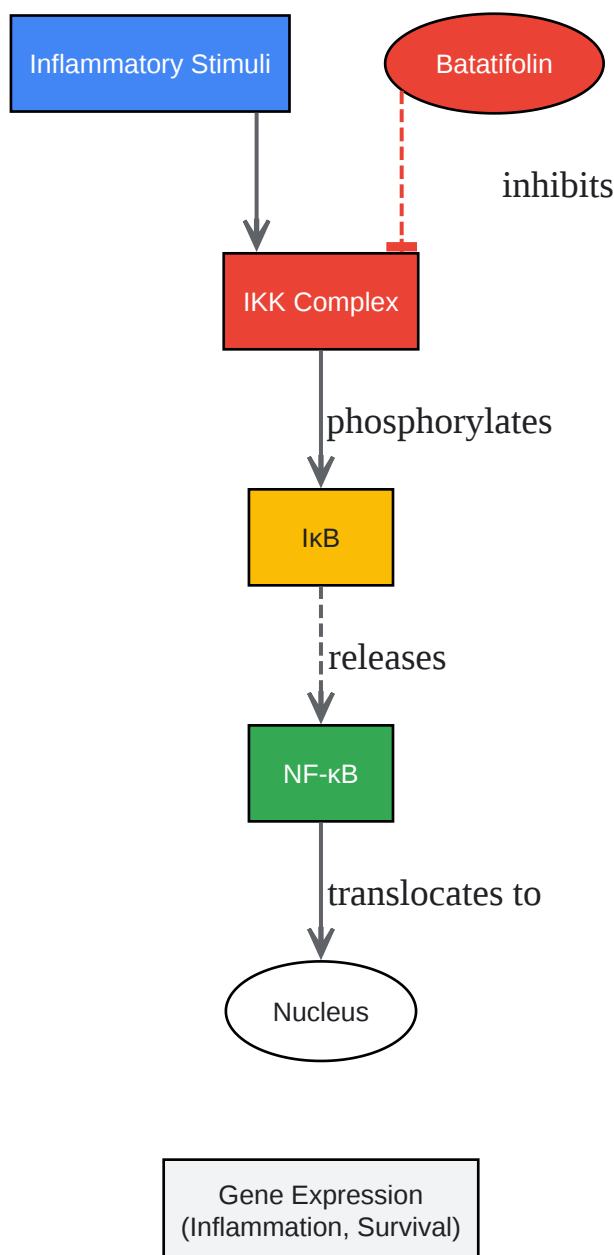 Inflammatory Stimuli
Batatifolin
inhibits
IKK Complex
phosphorylates
IκB
releases
NF-κB
translocates to
Nucleus
Gene Expression
(Inflammation, Survival)